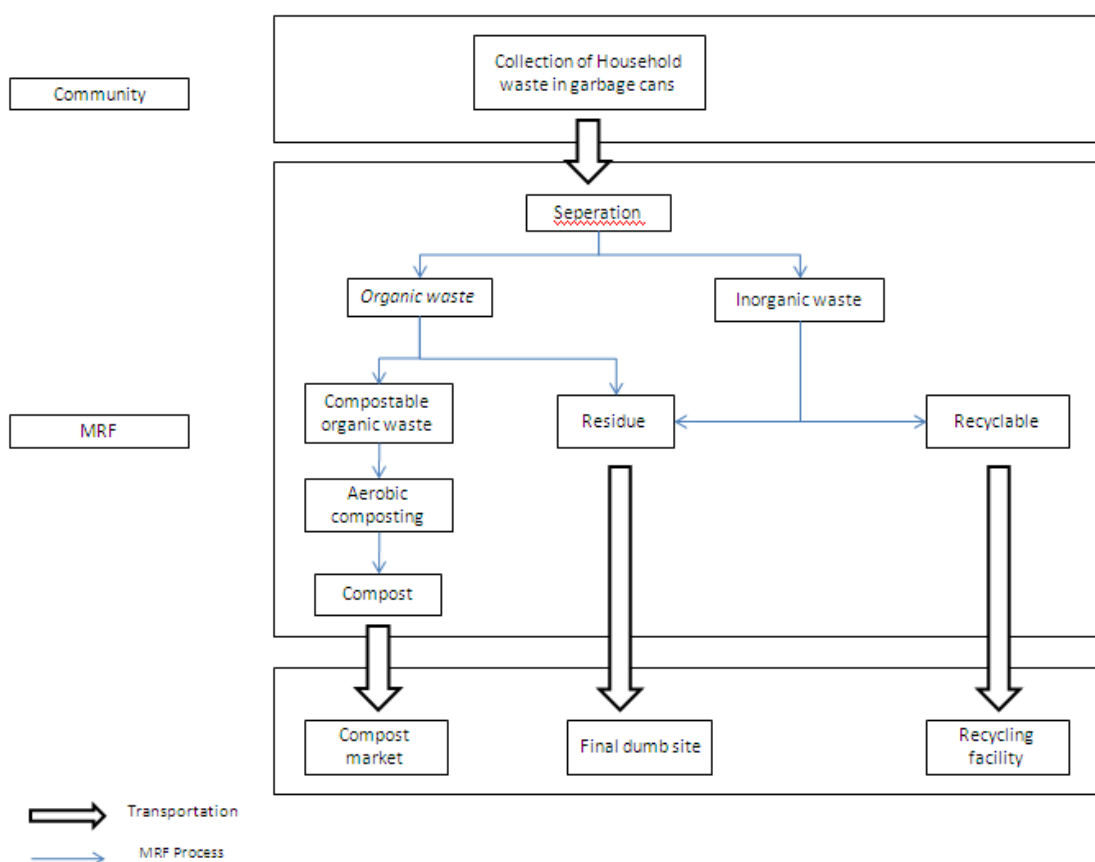 Collection of Household
waste in garbage cans
Community
Seperation
Organic waste
Inorganic waste
Compostable
organic waste
Residue
Recyclable
MRF
Aerobic
composting
Compost
Compost
market
Final dumb site
Recycling
facility
Transportation
MRF Process